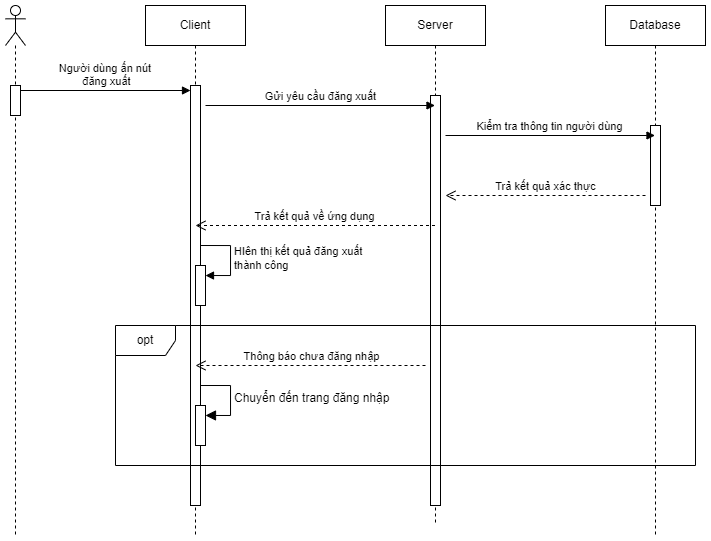 Client
Server
Database
Người dùng ấn nút
đăng xuất
Gửi yêu cầu đăng xuất
Kiểm tra thông tin người dùng
Trả kết quả xác thực
Trả kết quả về ứng dụng
HIên thị kết quả đăng xuất
thành công
opt
Thông báo chưa đăng nhập
Chuyển đến trang đăng nhập